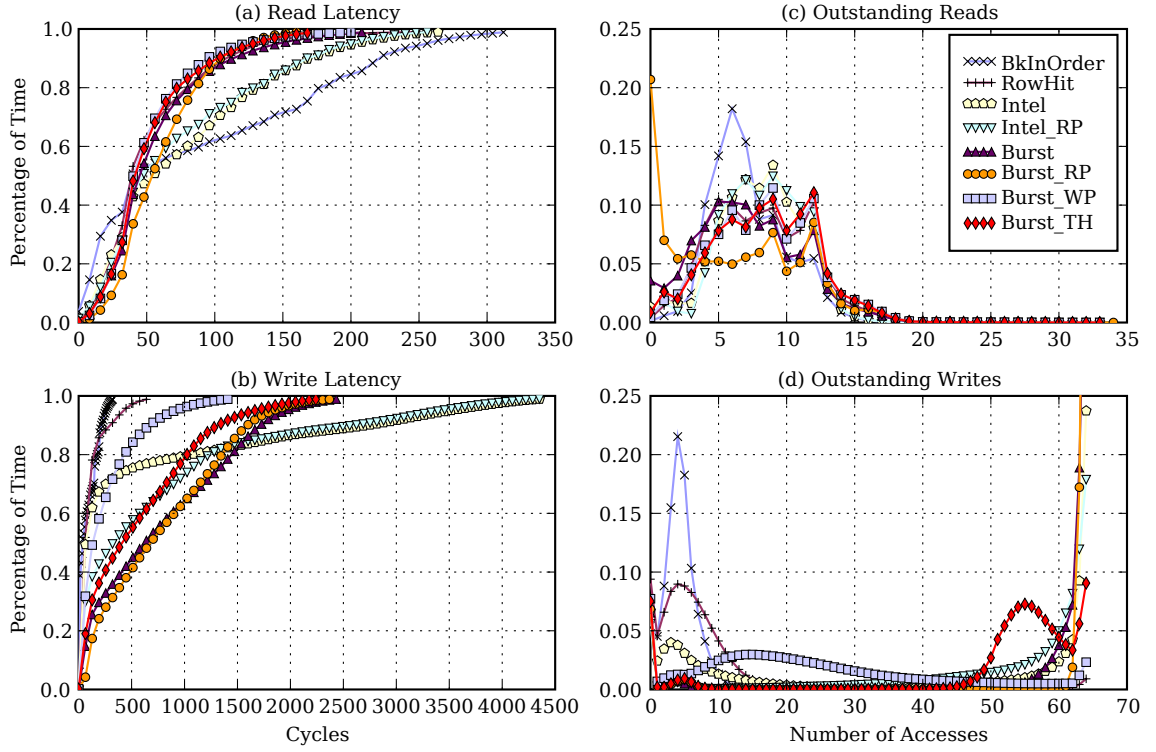 (a) Read Latency
1.0
0.8
0.6
0.4
0.2
0.0
Percentage of Time
0 50 100 150 200 250 300 350
(c) Outstanding Reads
0.25
0.20
0.15
0.10
0.05
0.00
0 5 10 15 20 25 30 35
BkInOrder
RowHit
Intel
Intel_RP
Burst
Burst_RP
Burst_WP
Burst_TH
(b) Write Latency
1.0
0.8
0.6
0.4
0.2
0.0
Percentage of Time
0 500 1000 1500 2000 2500 3000 3500 4000 4500
Cycles
(d) Outstanding Writes
0.25
0.20
0.15
0.10
0.05
0.00
0 10 20 30 40 50 60 70
Number of Accesses